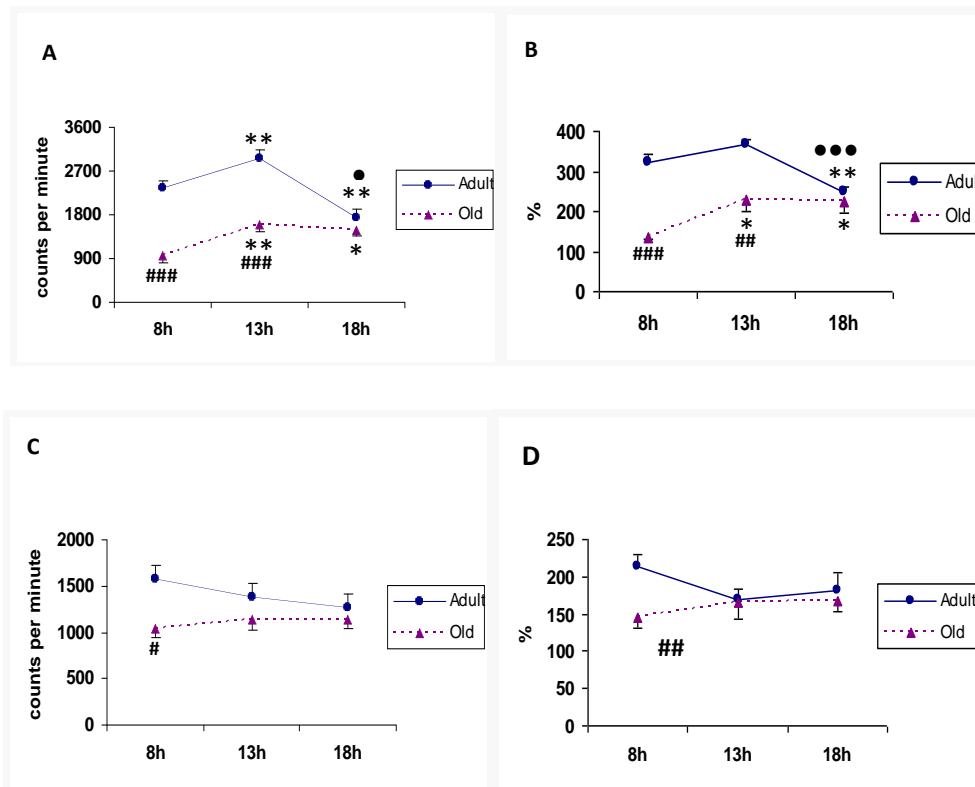 A
counts per minute
3600
2700
1800
900
0
**
●
**
**
###
*
###
8h
13h
18h
Adult
Old
B
%
400
300
200
100
0
●●●
**
*
##
*
###
8h
13h
18h
Adul
Old
C
counts per minute
2000
1500
1000
500
0
#
8h
13h
18h
Adult
Old
D
%
250
200
150
100
50
0
##
8h
13h
18h
Adult
Old